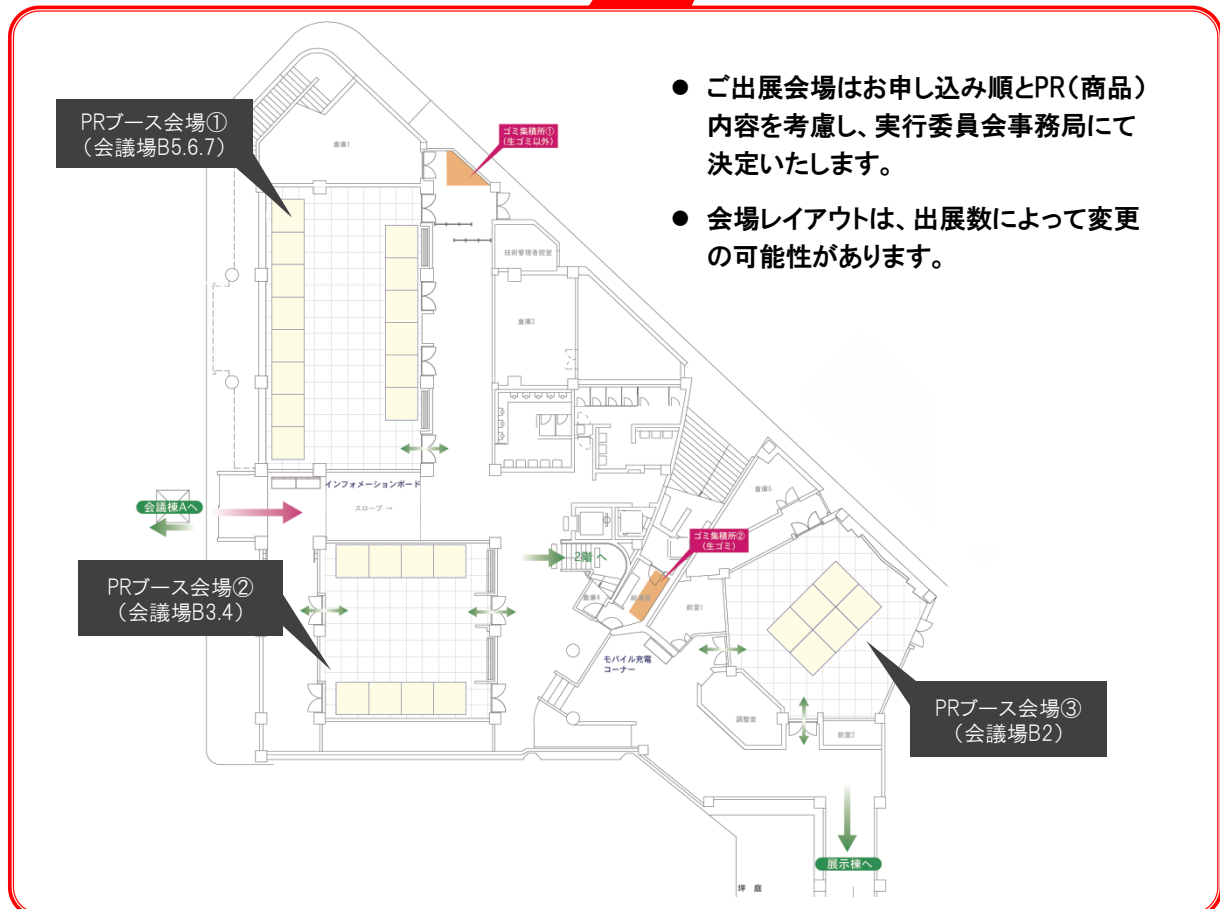 ● ご出展会場はお申し込み順とPR(商品)
内容を考慮し、実行委員会事務局にて
決定いたします。
● 会場レイアウトは、出展数によって変更
の可能性があります。
PRブース会場①
(会議場B5.6.7)
倉庫1
ゴミ集積所①
(生ゴミ以外)
技術管理者控室
倉庫2
インフォメーションボード
スロープ →
会議棟Aへ
2階へ
倉庫5
ゴミ集積所②
(生ゴミ)
PRブース会場②
(会議場B3.4)
倉庫4
給湯室
前室1
モバイル充電
コーナー
調整室
前室2
PRブース会場③
(会議場B2)
展示棟へ
坪庭